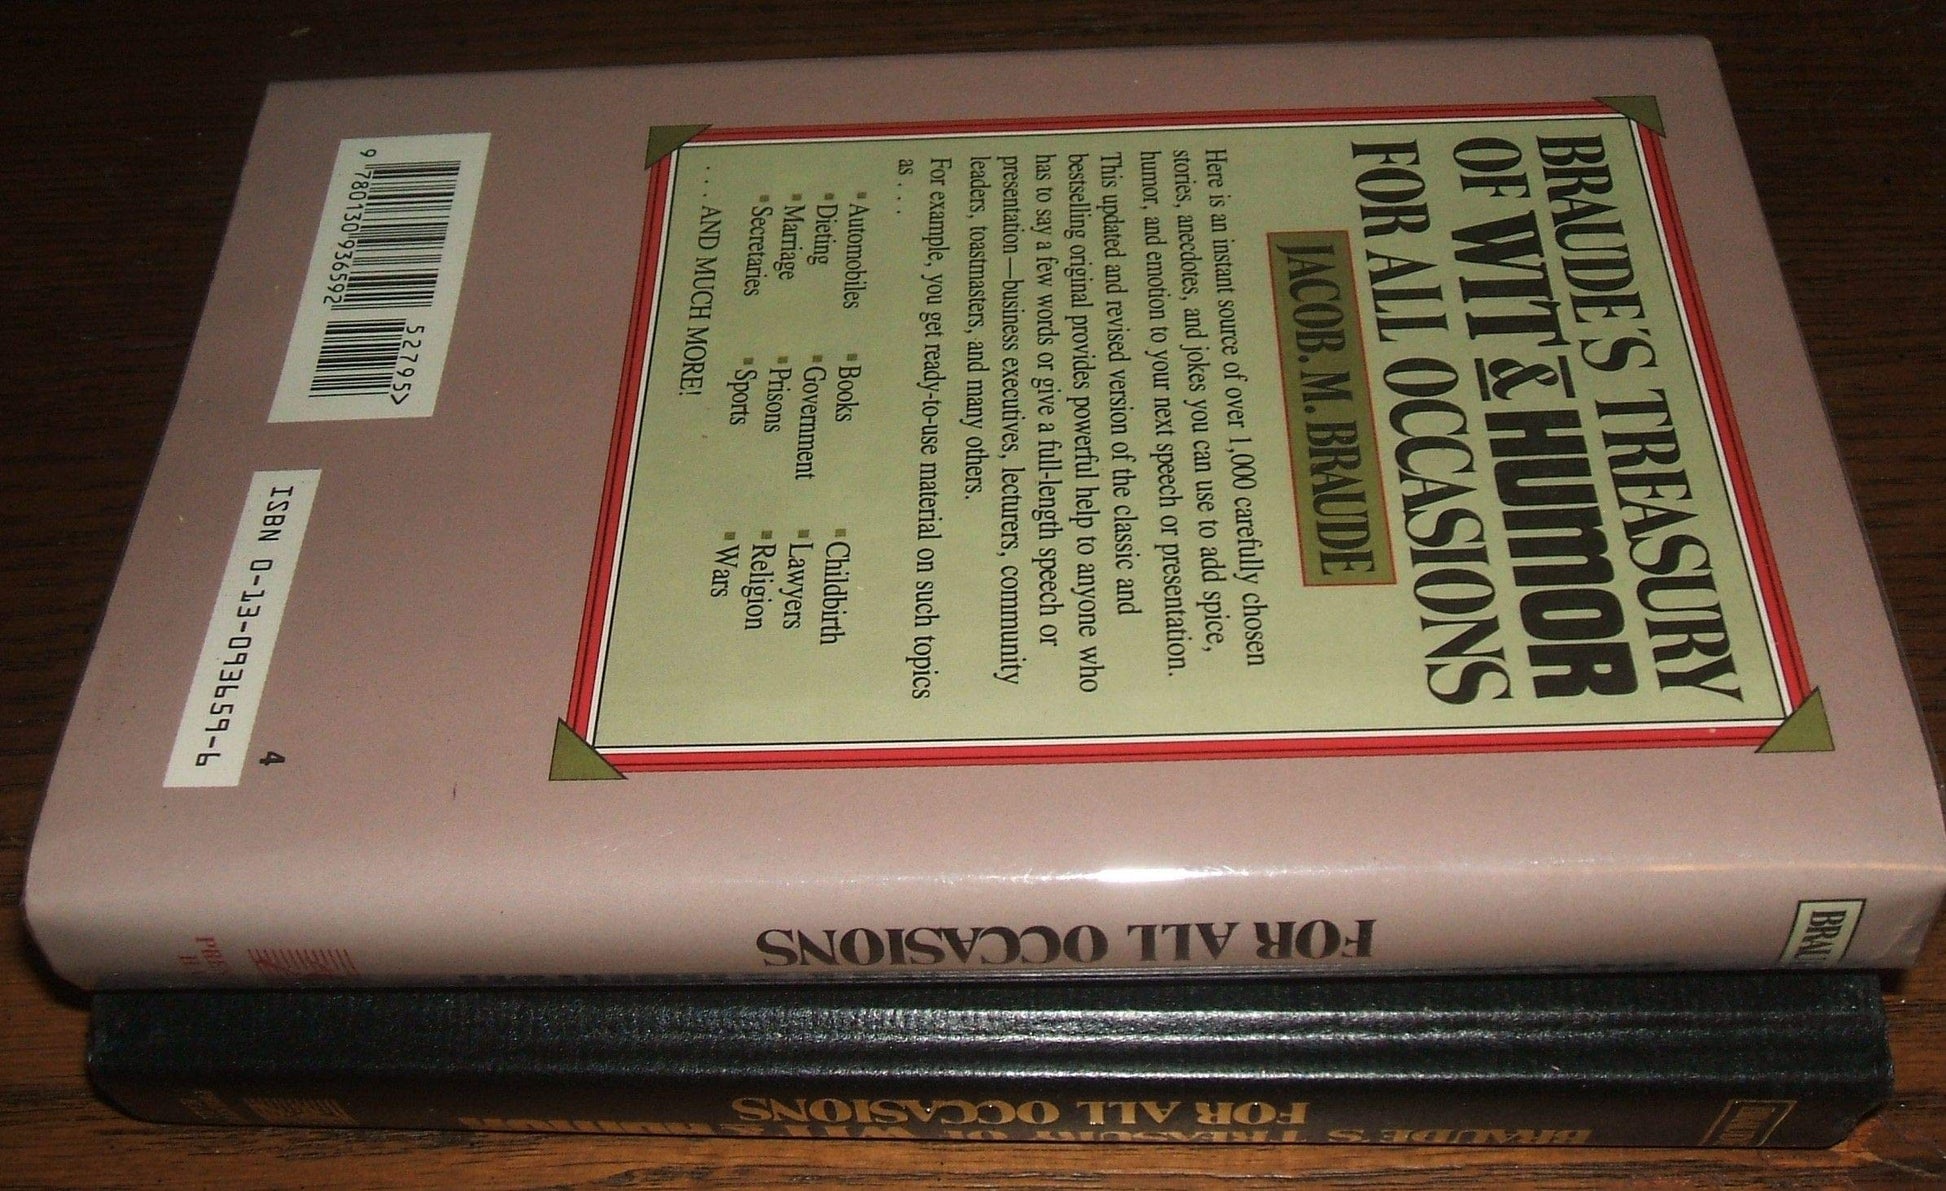 BRAUDE'S TREASURY
OF WIT & HUMOR
FOR ALL OCCASIONS
JACOB. M. BRAUDE
Here is an instant source of over 1,000 carefully chosen
stories, anecdotes, and jokes you can use to add spice,
humor, and emotion to your next speech or presentation.
This updated and revised version of the classic and
bestselling original provides powerful help to anyone who
has to say a few words or give a full-length speech or
presentation—business executives, lecturers, community
leaders, toastmasters, and many others.
For example, you get ready-to-use material on such topics
as . . .
▪ Automobiles ▪ Books ▪ Childbirth
▪ Dieting ▪ Government ▪ Lawyers
▪ Marriage ▪ Prisons ▪ Religion
▪ Secretaries ▪ Sports ▪ Wars
. . . AND MUCH MORE!
9 780130 936592
52795>
ISBN 0-13-093659-6
4
FOR ALL OCCASIONS
BRAUDE'S TREASURY OF WIT & HUMOR
FOR ALL OCCASIONS